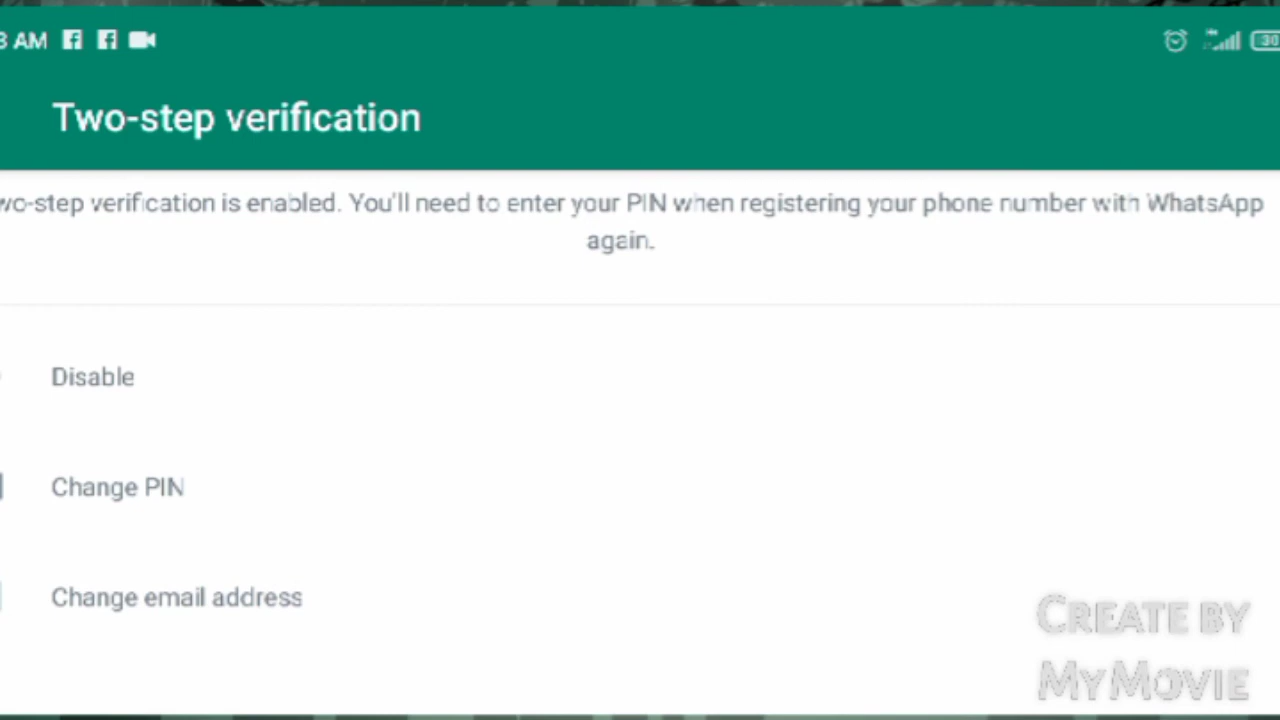 AM
Two-step verification
wo-step verification is enabled. You'll need to enter your PIN when registering your phone number with WhatsApp
again.
Disable
Change PIN
Change email address
CREATE BY
MYMOVIE